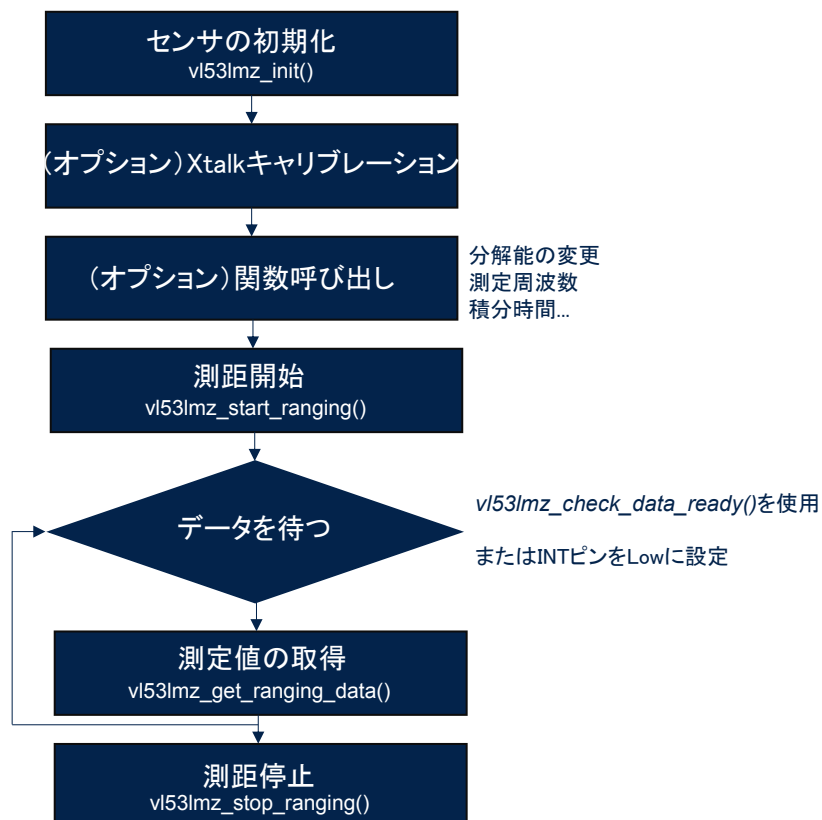 センサの初期化
vl53lmz_init()
（オプション）Xtalkキャリブレーション
（オプション）関数呼び出し
分解能の変更
測定周波数
積分時間...
測距開始
vl53lmz_start_ranging()
データを待つ
vl53lmz_check_data_ready()を使用
またはINTピンをLowに設定
測定値の取得
vl53lmz_get_ranging_data()
測距停止
vl53lmz_stop_ranging()